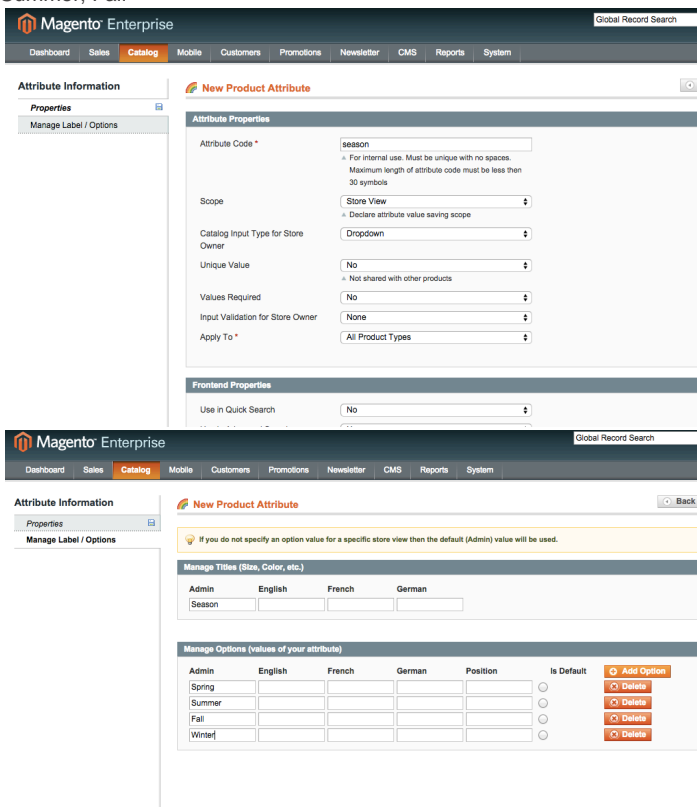 Magento Enterprise
Global Record Search
Dashboard Sales Catalog Mobile Customers Promotions Newsletter CMS Reports System
Attribute Information
Properties
Manage Label / Options
New Product Attribute
Attribute Properties
Attribute Code *
season
For internal use. Must be unique with no spaces.
Maximum length of attribute code must be less then
30 symbols
Scope
Store View
Declare attribute value saving scope
Catalog Input Type for Store
Owner
Dropdown
Unique Value
No
Not shared with other products
Values Required
No
Input Validation for Store Owner
None
Apply To *
All Product Types
Frontend Properties
Use in Quick Search
No
Magento Enterprise
Global Record Search
Dashboard Sales Catalog Mobile Customers Promotions Newsletter CMS Reports System
Attribute Information
Properties
Manage Label / Options
New Product Attribute
Back
If you do not specify an option value for a specific store view then the default (Admin) value will be used.
Manage Titles (Size, Color, etc.)
Admin English French German
Season
Manage Options (values of your attribute)
Admin English French German Position Is Default Add Option
Spring Delete
Summer Delete
Fall Delete
Winter Delete